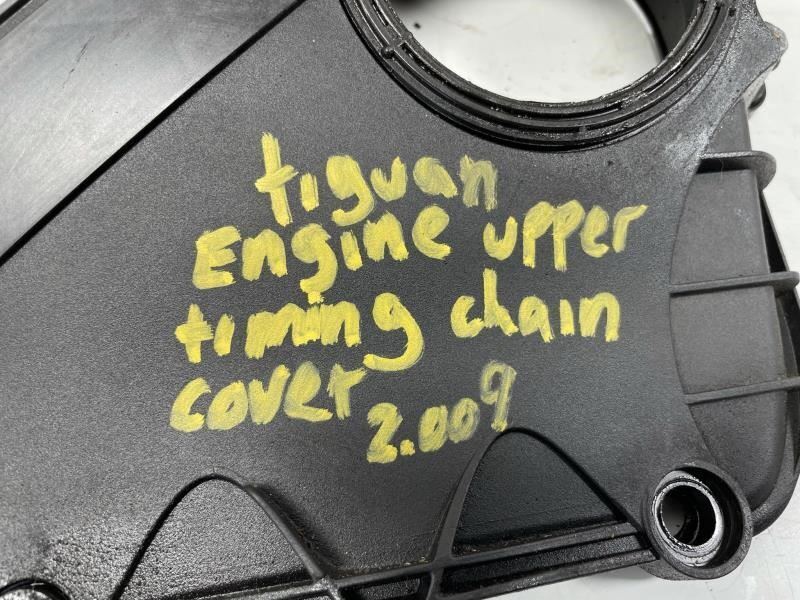 tiguan
Engine upper
timing chain
cover 2.009